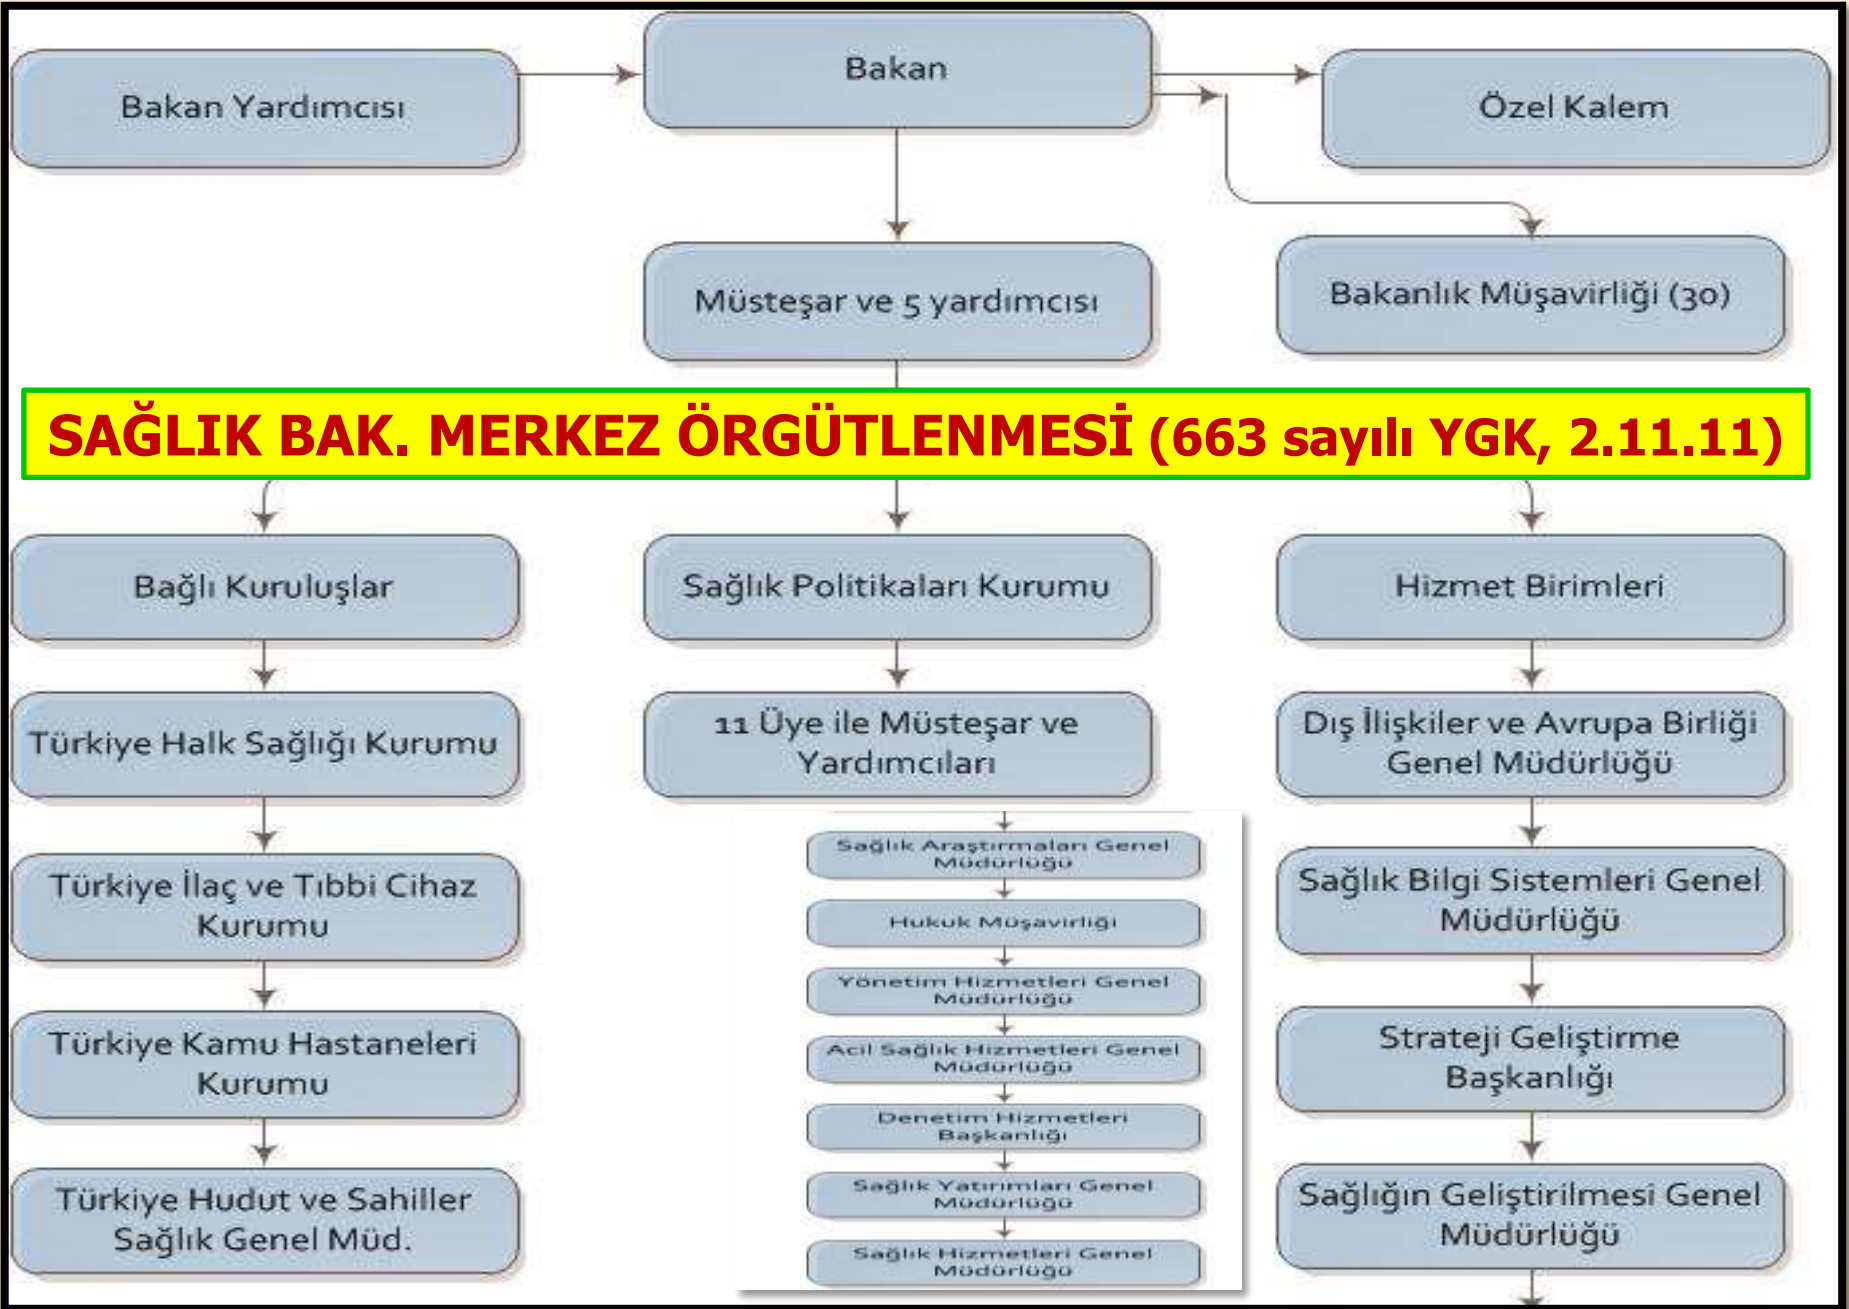 Bakan Yardımcısı
Bakan
Özel Kalem
Müsteşar ve 5 yardımcısı
Bakanlık Müşavirliği (30)
SAĞLIK BAK. MERKEZ ÖRGÜTLENMESİ (663 sayılı YGK, 2.11.11)
Bağlı Kuruluşlar
Türkiye Halk Sağlığı Kurumu
Türkiye İlaç ve Tıbbi Cihaz
Kurumu
Türkiye Kamu Hastaneleri
Kurumu
Türkiye Hudut ve Sahiller
Sağlık Genel Müd.
Sağlık Politikaları Kurumu
11 Üye ile Müsteşar ve
Yardımcıları
Sağlık Araştırmaları Genel
Müdürlüğü
Hukuk Müşavirliği
Yönetim Hizmetleri Genel
Müdürlüğü
Acil Sağlık Hizmetleri Genel
Müdürlüğü
Denetim Hizmetleri
Başkanlığı
Sağlık Yatırımları Genel
Müdürlüğü
Sağlık Hizmetleri Genel
Müdürlüğü
Hizmet Birimleri
Dış İlişkiler ve Avrupa Birliği
Genel Müdürlüğü
Sağlık Bilgi Sistemleri Genel
Müdürlüğü
Strateji Geliştirme
Başkanlığı
Sağlığın Geliştirilmesi Genel
Müdürlüğü